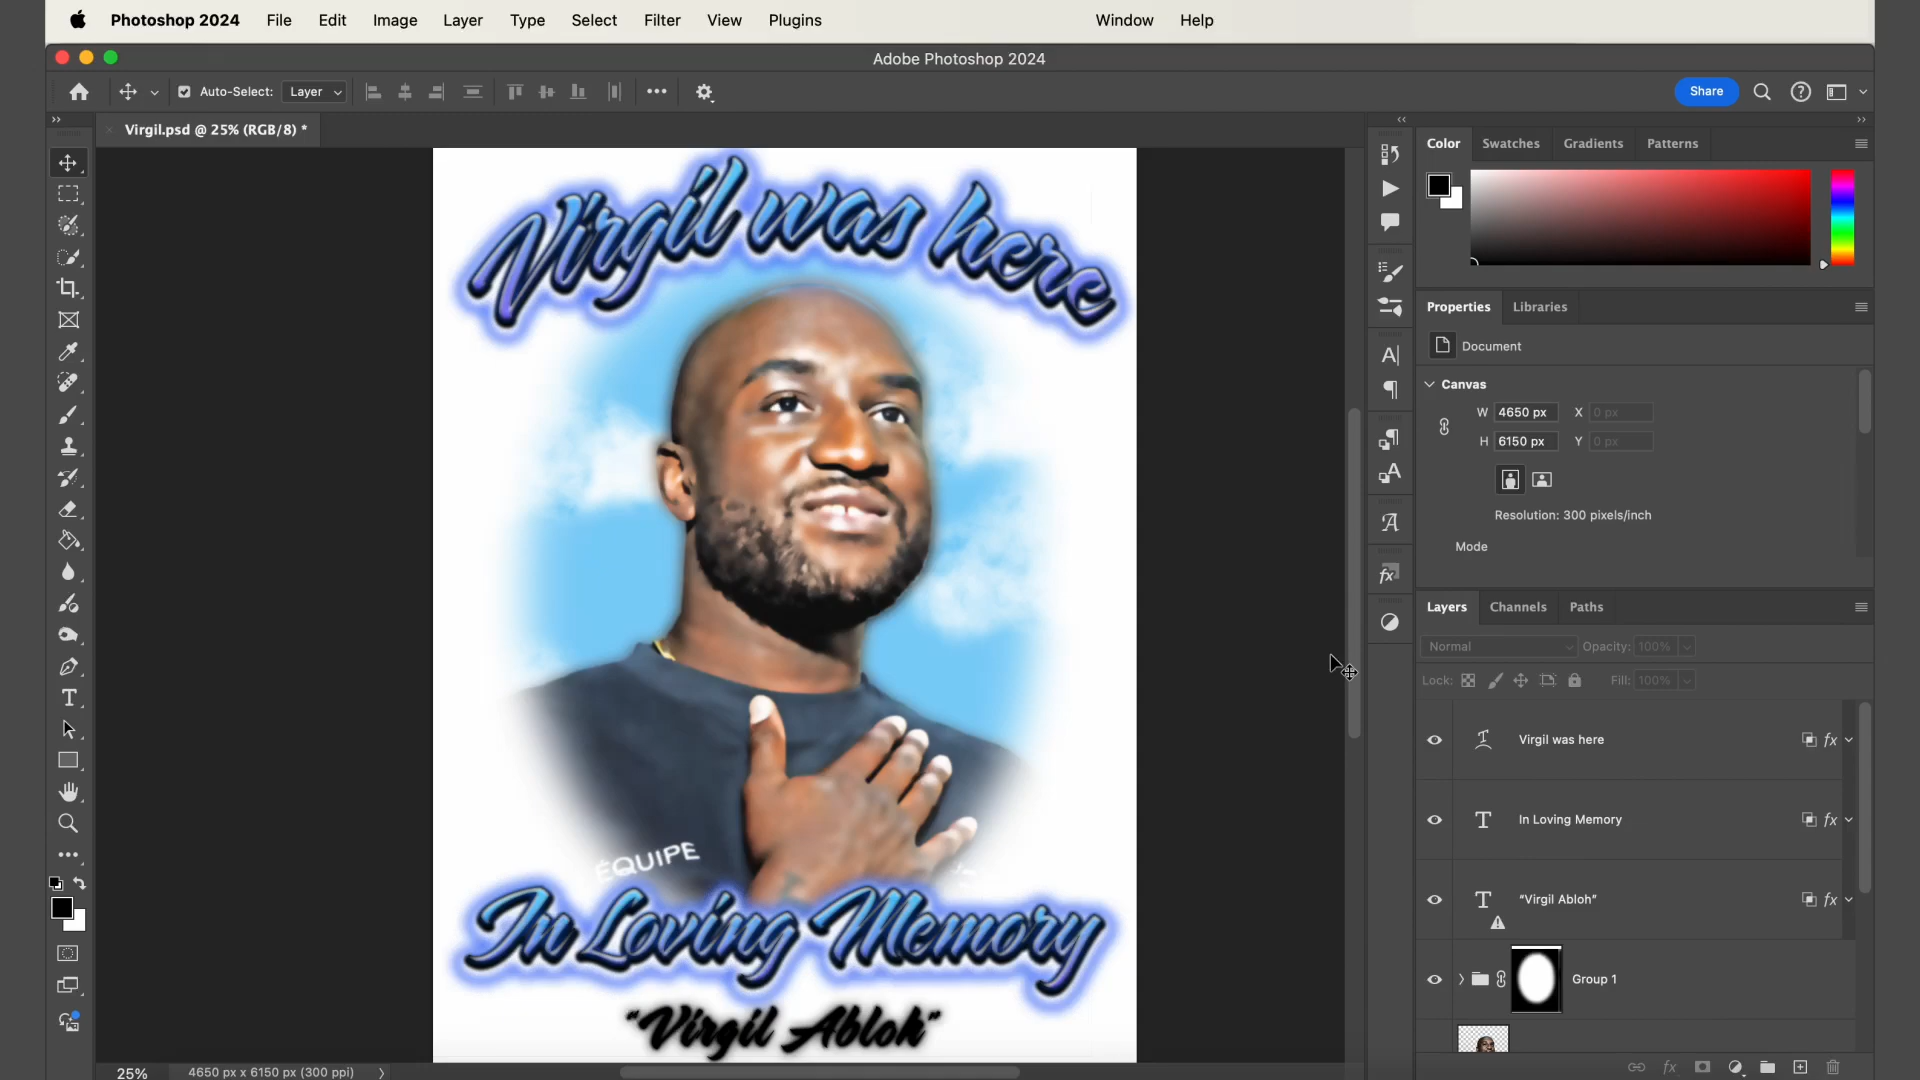 Photoshop 2024 File Edit Image Layer Type Select Filter View Plugins Window Help
Adobe Photoshop 2024
Auto-Select: Layer
Share
Virgil.psd @ 25% (RGB/8) *
Color Swatches Gradients Patterns
Virgil was here
Properties Libraries
Document
Canvas
W 4650 px X 0 px
H 6150 px Y 0 px
Resolution: 300 pixels/inch
Mode
Layers Channels Paths
Normal Opacity: 100%
Lock: Fill: 100%
Virgil was here fx
In Loving Memory fx
“Virgil Abloh” fx
Group 1
ÉQUIPE
In Loving Memory
“Virgil Abloh”
25% 4650 px x 6150 px (300 ppi)